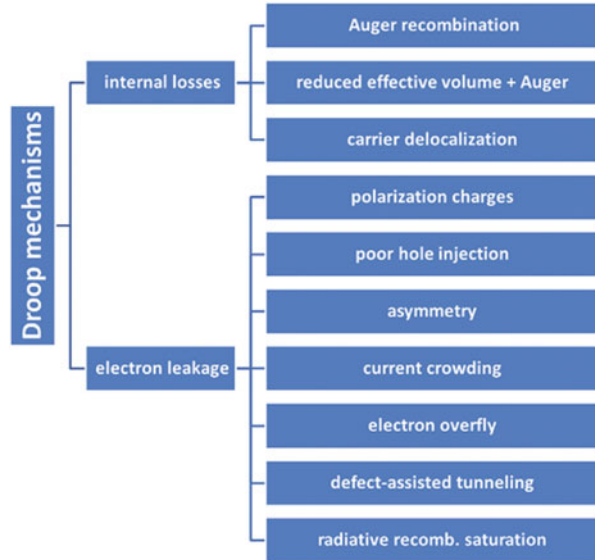 Droop mechanisms
internal losses
Auger recombination
reduced effective volume + Auger
carrier delocalization
electron leakage
polarization charges
poor hole injection
asymmetry
current crowding
electron overfly
defect-assisted tunneling
radiative recomb. saturation